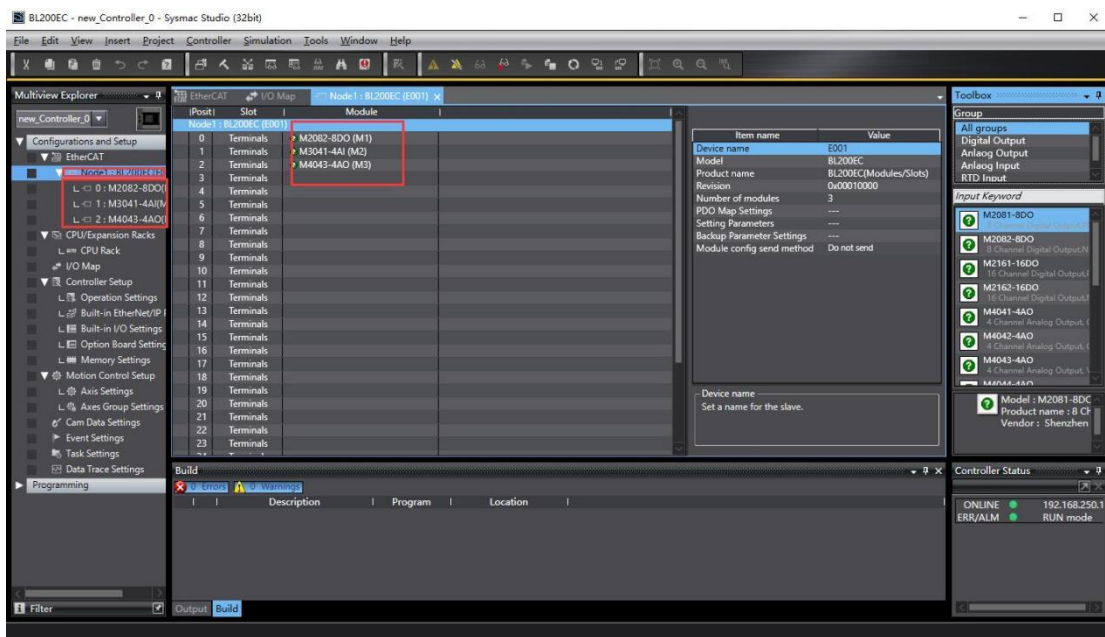 BL200EC - new_Controller_0 - Sysmac Studio (32bit)
File Edit View Insert Project Controller Simulation Tools Window Help
Multiview Explorer
new_Controller_0
Configurations and Setup
EtherCAT
Node1 : BL200EC (E
0 : M2082-8DO(
1 : M3041-4AI(M
2 : M4043-4AO(
CPU/Expansion Racks
CPU Rack
I/O Map
Controller Setup
Operation Settings
Built-in EtherNet/IP
Built-in I/O Settings
Option Board Setting
Memory Settings
Motion Control Setup
Axis Settings
Axes Group Settings
Cam Data Settings
Event Settings
Task Settings
Data Trace Settings
Programming
Filter
EtherCAT I/O Map Node1 : BL200EC (E001)
Positi Slot Module
Node1 : BL200EC (E001)
0 Terminals M2082-8DO (M1)
1 Terminals M3041-4AI (M2)
2 Terminals M4043-4AO (M3)
3 Terminals
4 Terminals
5 Terminals
6 Terminals
7 Terminals
8 Terminals
9 Terminals
10 Terminals
11 Terminals
12 Terminals
13 Terminals
14 Terminals
15 Terminals
16 Terminals
17 Terminals
18 Terminals
19 Terminals
20 Terminals
21 Terminals
22 Terminals
23 Terminals
Item name Value
Device name E001
Model BL200EC
Product name BL200EC(Modules/Slots)
Revision 0x00010000
Number of modules 3
PDO Map Settings ---
Setting Parameters ---
Backup Parameter Settings ---
Module config send method Do not send
Device name
Set a name for the slave.
Build
0 Errors 0 Warnings
Description Program Location
Output Build
Toolbox
Group
All groups
Digital Output
Anlaog Output
Anlaog Input
RTD Input
Input Keyword
M2081-8DO
M2082-8DO
8 Channel Digital Output,N
M2161-16DO
16 Channel Digital Output,
M2162-16DO
16 Channel Digital Output,
M4041-4AO
4 Channel Analog Output,
M4042-4AO
4 Channel Analog Output,
M4043-4AO
4 Channel Analog Output,
M4044-4AO
Model : M2081-8DC
Product name : 8 Ch
Vendor : Shenzhen
Controller Status
ONLINE 192.168.250.1
ERR/ALM RUN mode